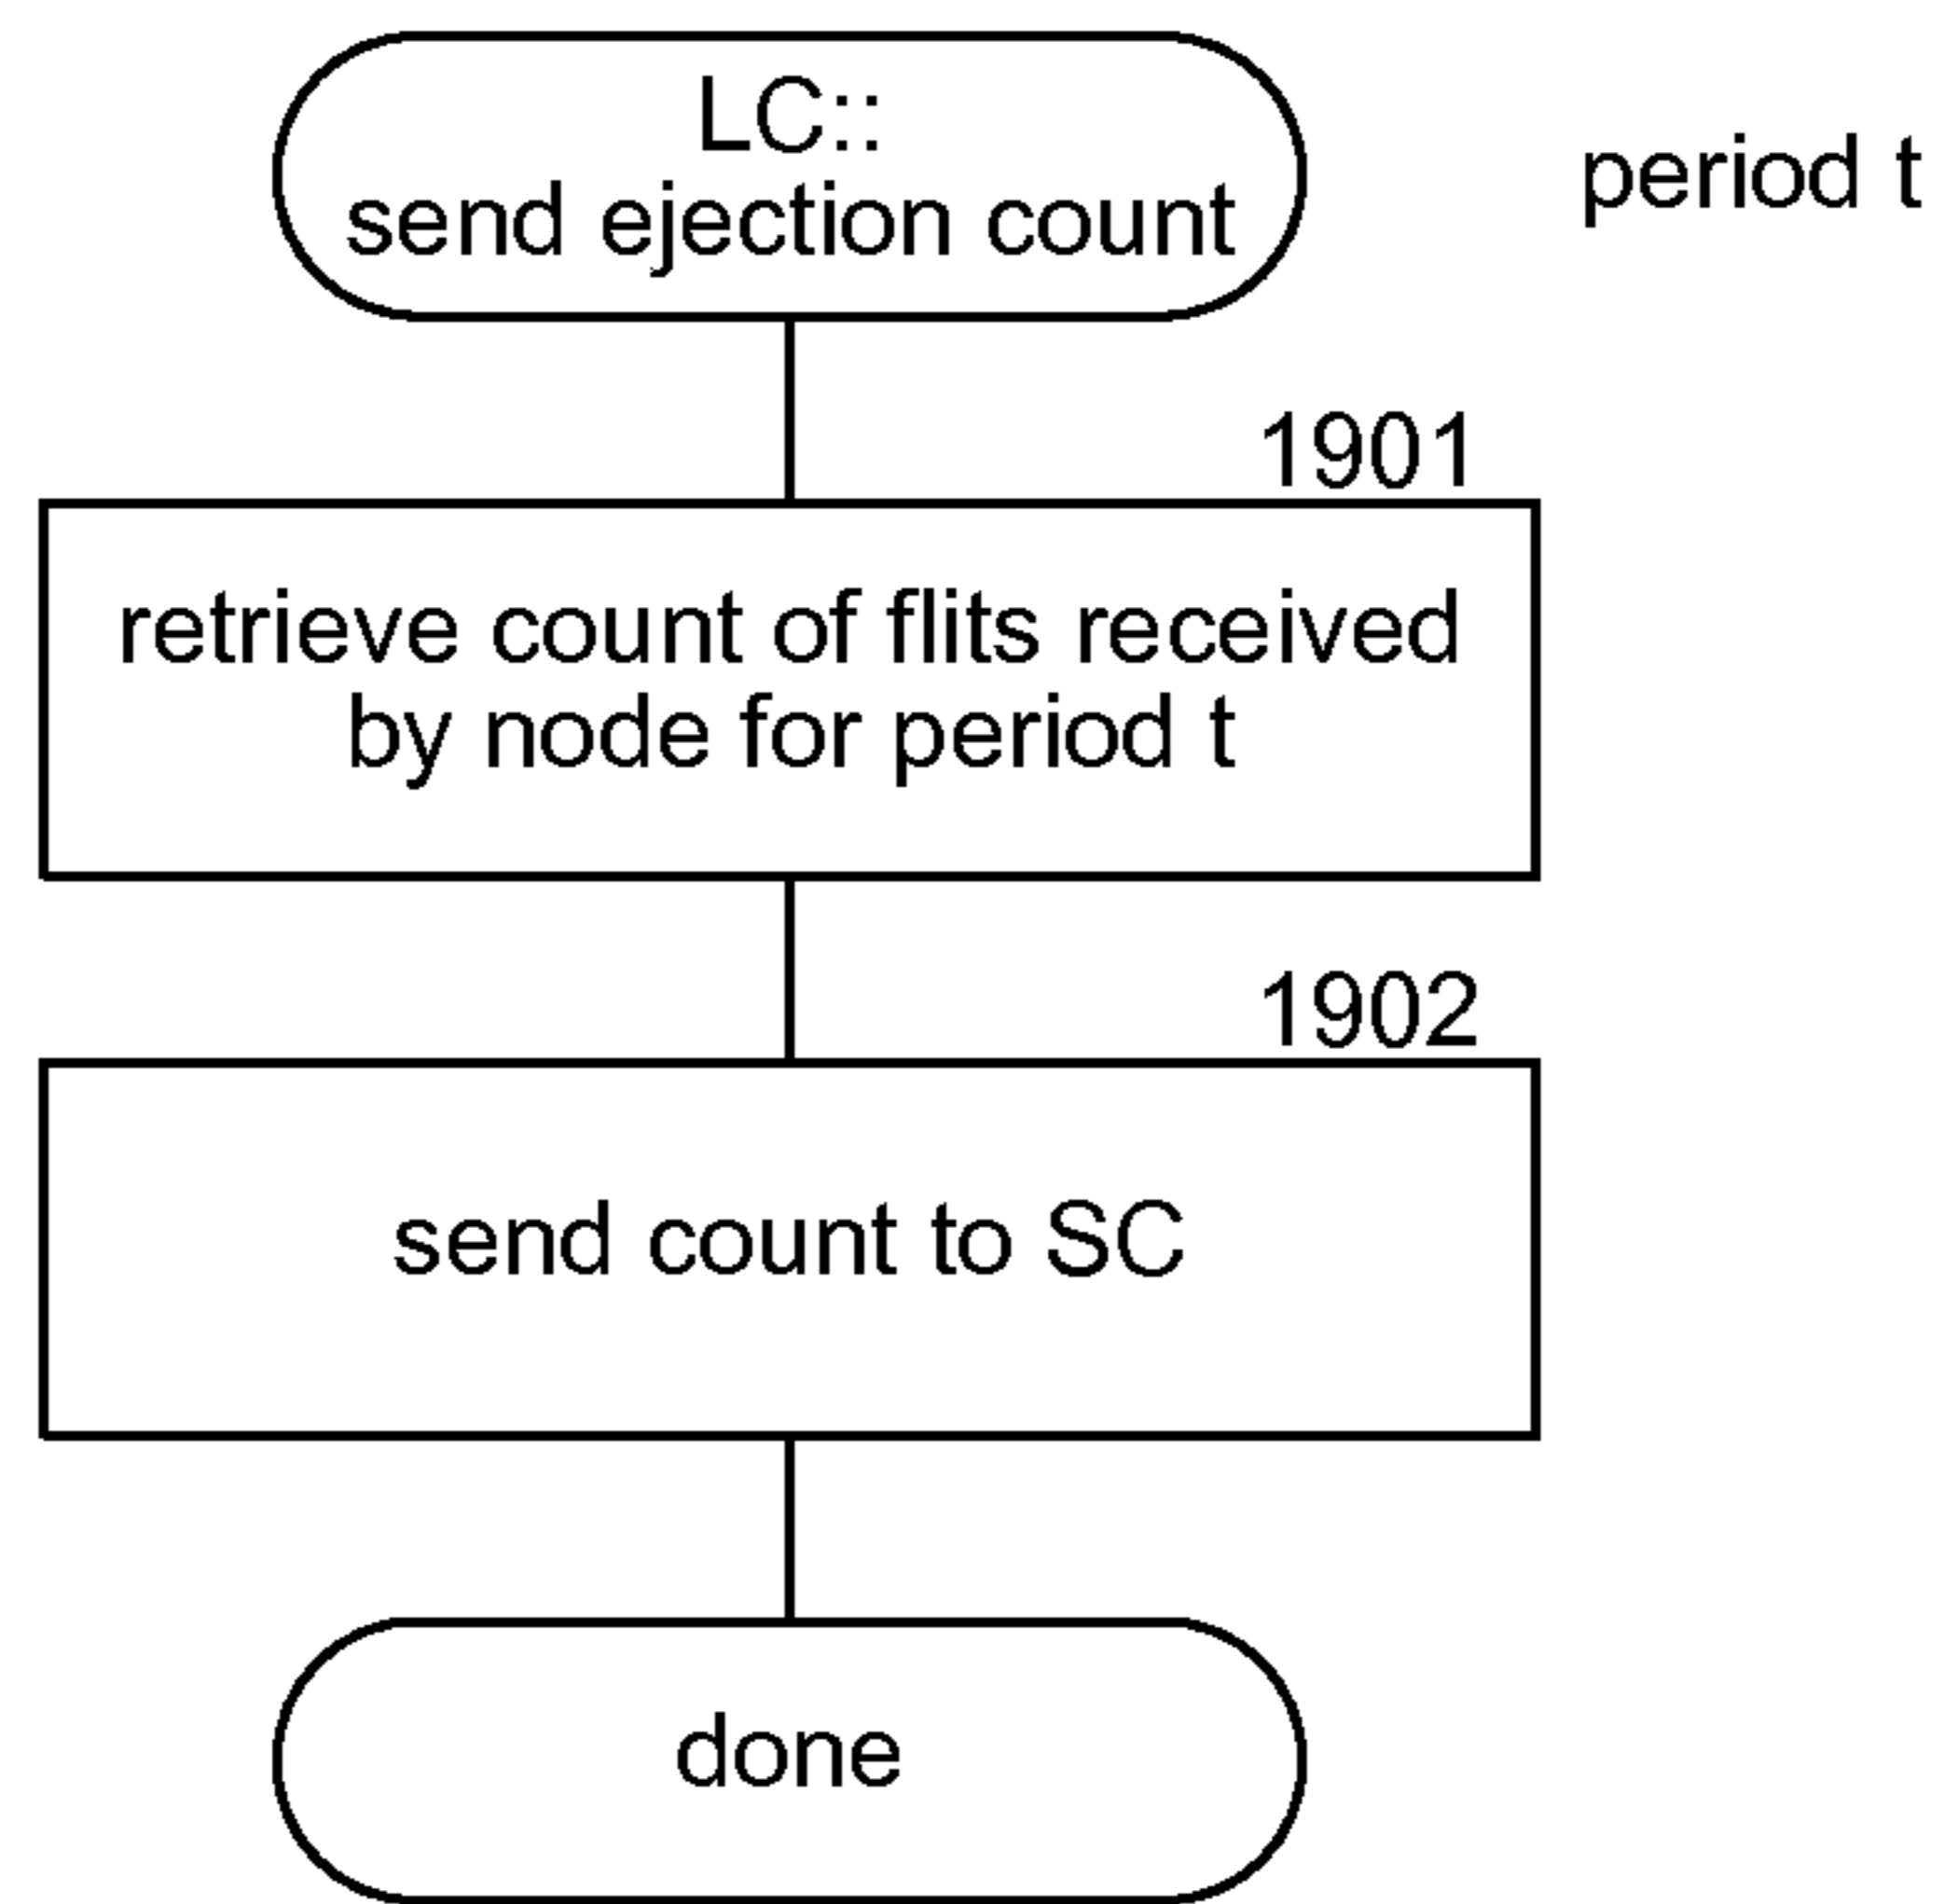 LC::
send ejection count
period t
1901
retrieve count of flits received
by node for period t
1902
send count to SC
done